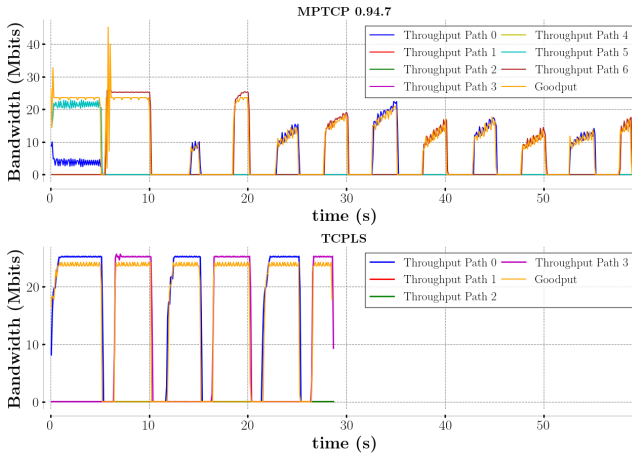 MPTCP 0.94.7
Bandwidth (Mbits)
40
30
20
10
0
Throughput Path 0
Throughput Path 1
Throughput Path 2
Throughput Path 3
Throughput Path 4
Throughput Path 5
Throughput Path 6
Goodput
0 10 20 30 40 50
time (s)
TCPLS
Bandwidth (Mbits)
20
10
0
Throughput Path 0
Throughput Path 1
Throughput Path 2
Throughput Path 3
Goodput
0 10 20 30 40 50
time (s)